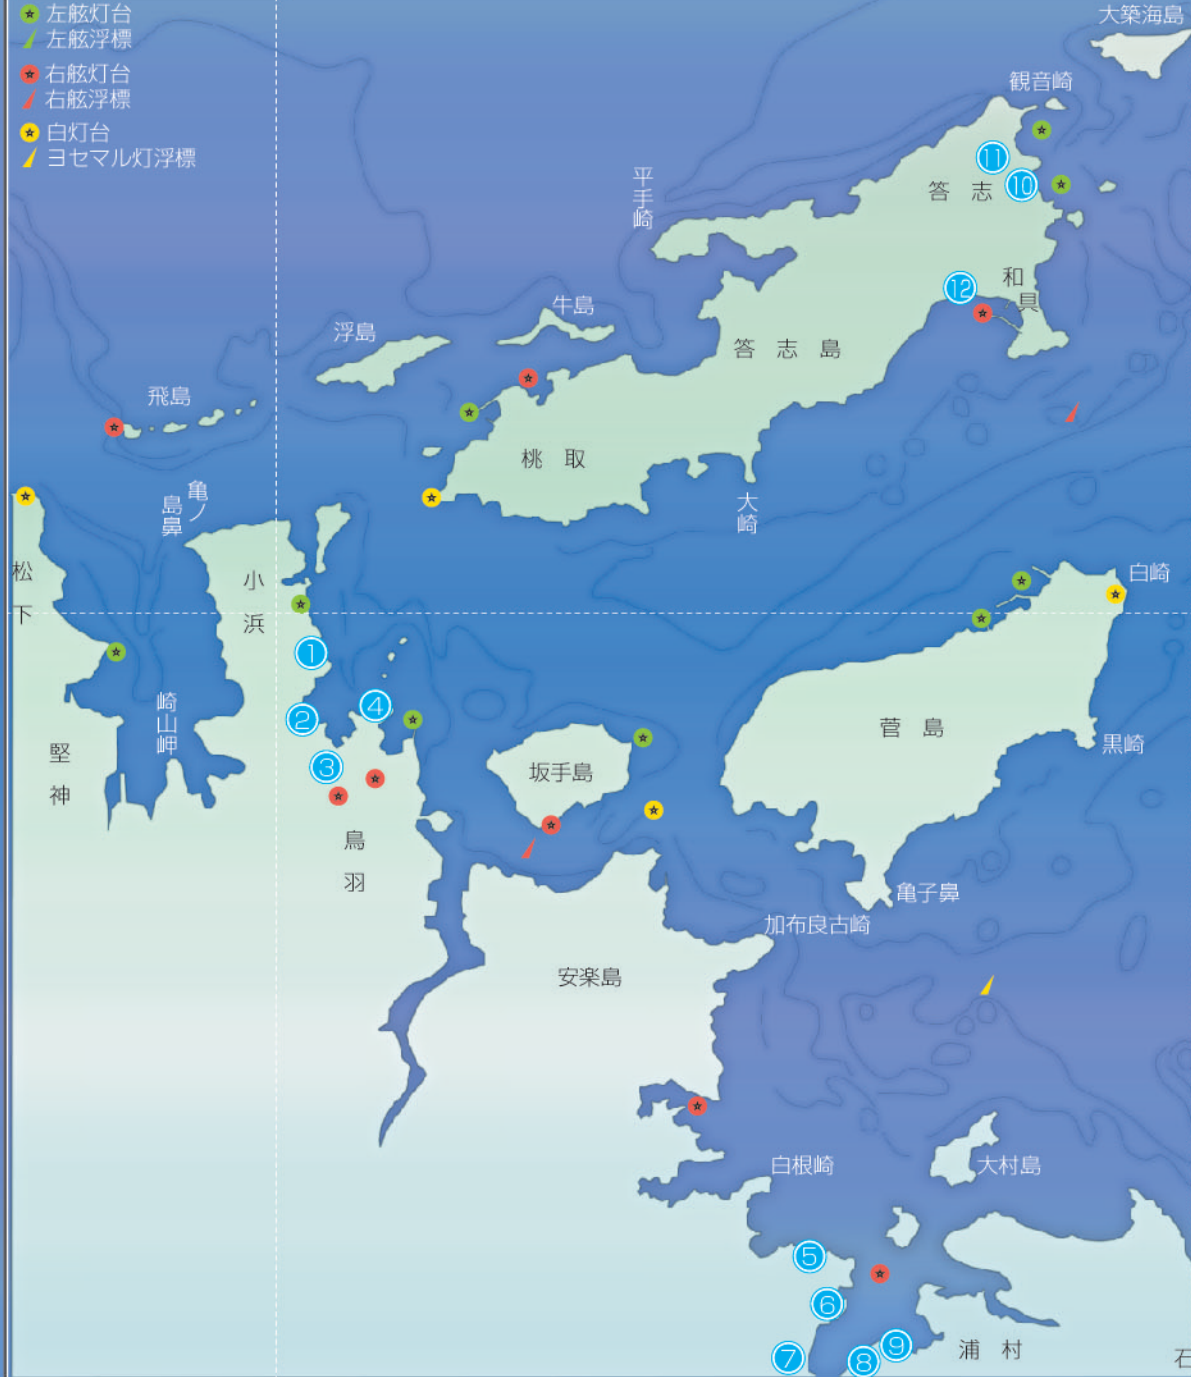 左舷灯台
左舷浮標
右舷灯台
右舷浮標
白灯台
ヨセマル灯浮標
大築海島
観音崎
⑪
答志
⑩
平手崎
和具
⑫
牛島
浮島
答志島
飛島
桃取
大崎
亀ノ島鼻
松下
小浜
白崎
①
崎山岬
②
④
菅島
黒崎
堅神
③
坂手島
鳥羽
亀子鼻
加布良古崎
安楽島
白根崎
大村島
⑤
⑥
⑦
⑧
⑨
浦村
石